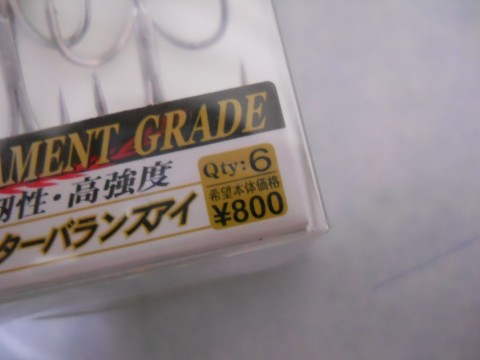 AMENT GRADE
靭性・高強度
ターバランスアイ
Qty: 6
希望本体価格
¥800